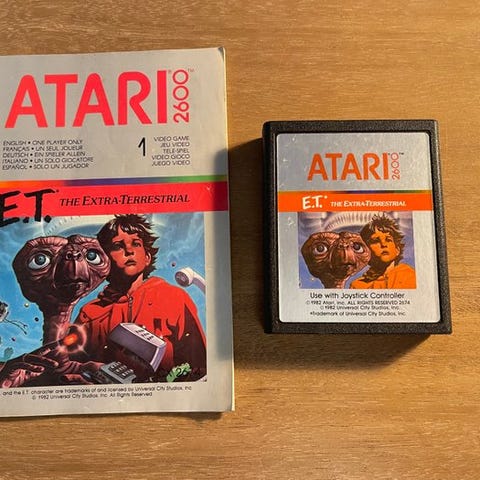 ATARI® 2600™
ENGLISH • ONE PLAYER ONLY
FRANÇAIS • UN SEUL JOUEUR
DEUTSCH • EIN SPIELER ALLEIN
ITALIANO • UN SOLO GIOCATORE
ESPAÑOL • SOLO UN JUGADOR
1
VIDEO GAME
JEU VIDEO
TELE-SPIEL
VIDEO GIOCO
JUEGO VIDEO
E.T.* THE EXTRA-TERRESTRIAL
and the E.T. character are trademarks of and licensed by Universal City Studios, Inc.
© 1982 Universal City Studios, Inc. All Rights Reserved
ATARI® 2600™
E.T.* THE EXTRA-TERRESTRIAL
Use with Joystick Controller
© 1982 Atari, Inc. ALL RIGHTS RESERVED 2674
© 1982 Universal City Studios, Inc.
*Trademark of Universal City Studios, Inc.